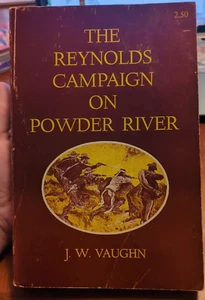 2.50
THE
REYNOLDS
CAMPAIGN
ON
POWDER RIVER
J. W. VAUGHN